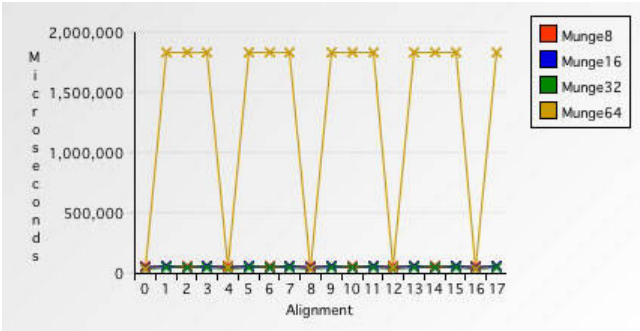 2,000,000
1,500,000
1,000,000
500,000
0
Microseconds
0 1 2 3 4 5 6 7 8 9 10 11 12 13 14 15 16 17
Alignment
Munge8
Munge16
Munge32
Munge64